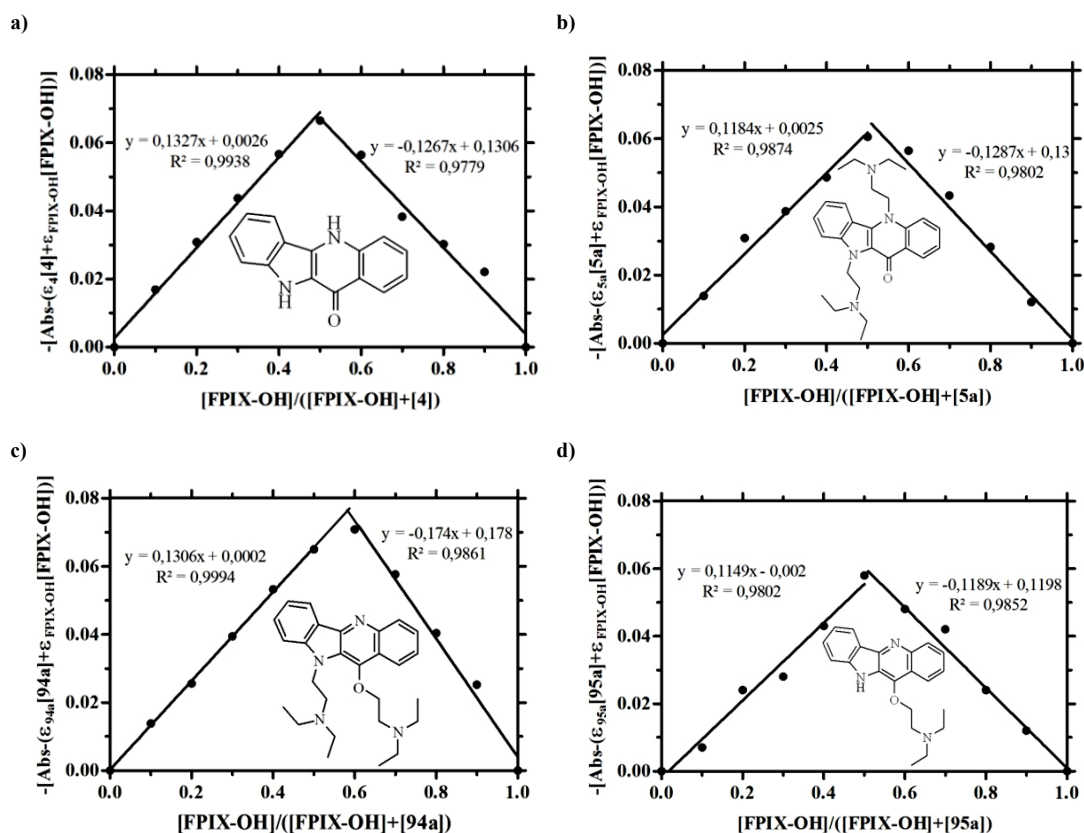 a)
-[Abs-(ε4[4]+εFPIX-OH[FPIX-OH])]
0.08
0.06
0.04
0.02
0.00
y = 0,1327x + 0,0026
R² = 0,9938
y = -0,1267x + 0,1306
R² = 0,9779
H
N
N
H
O
0.0 0.2 0.4 0.6 0.8 1.0
[FPIX-OH]/([FPIX-OH]+[4])
b)
-[Abs-(ε5a[5a]+εFPIX-OH[FPIX-OH])]
0.08
0.06
0.04
0.02
0.00
y = 0,1184x + 0,0025
R² = 0,9874
y = -0,1287x + 0,13
R² = 0,9802
N
N
N
O
N
0.0 0.2 0.4 0.6 0.8 1.0
[FPIX-OH]/([FPIX-OH]+[5a])
c)
-[Abs-(ε94a[94a]+εFPIX-OH[FPIX-OH])]
0.08
0.06
0.04
0.02
0.00
y = 0,1306x + 0,0002
R² = 0,9994
y = -0,174x + 0,178
R² = 0,9861
N
N
O
N
N
0.0 0.2 0.4 0.6 0.8 1.0
[FPIX-OH]/([FPIX-OH]+[94a])
d)
-[Abs-(ε95a[95a]+εFPIX-OH[FPIX-OH])]
0.08
0.06
0.04
0.02
0.00
y = 0,1149x - 0,002
R² = 0,9802
y = -0,1189x + 0,1198
R² = 0,9852
N
N
H
O
N
0.0 0.2 0.4 0.6 0.8 1.0
[FPIX-OH]/([FPIX-OH]+[95a])